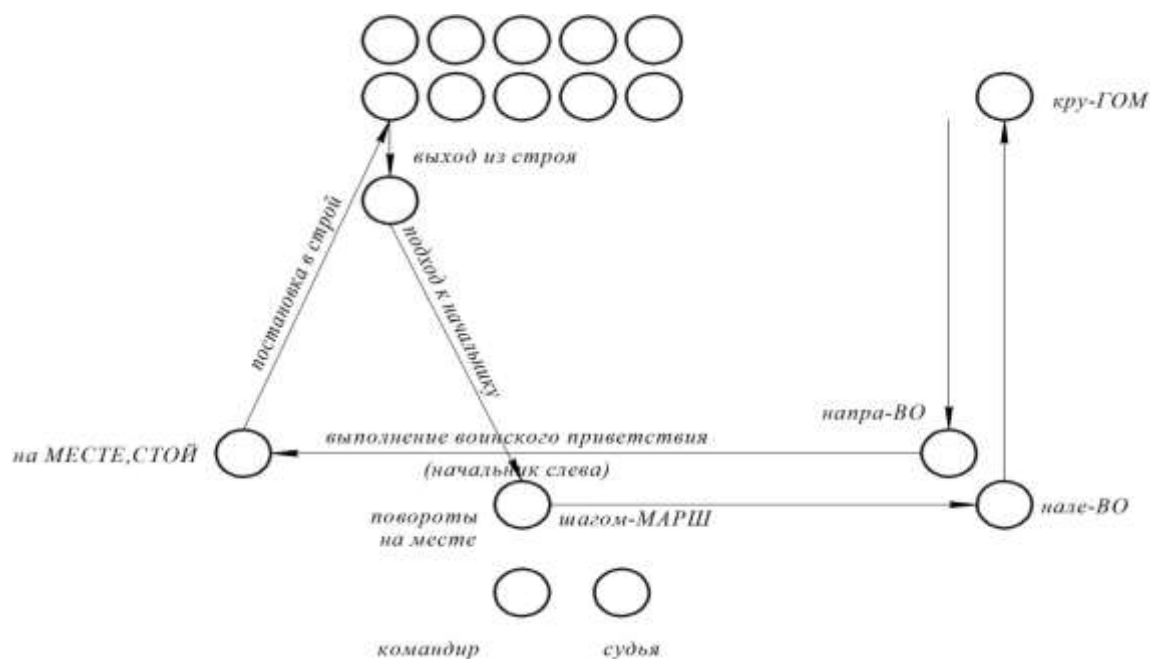 кру-ГОМ
выход из строя
постановка в строй
подход к начальнику
напра-ВО
выполнение воинского приветствия
на МЕСТЕ,СТОЙ
(начальник слева)
повороты
на месте
шагом-МАРШ
нале-ВО
командир
судья